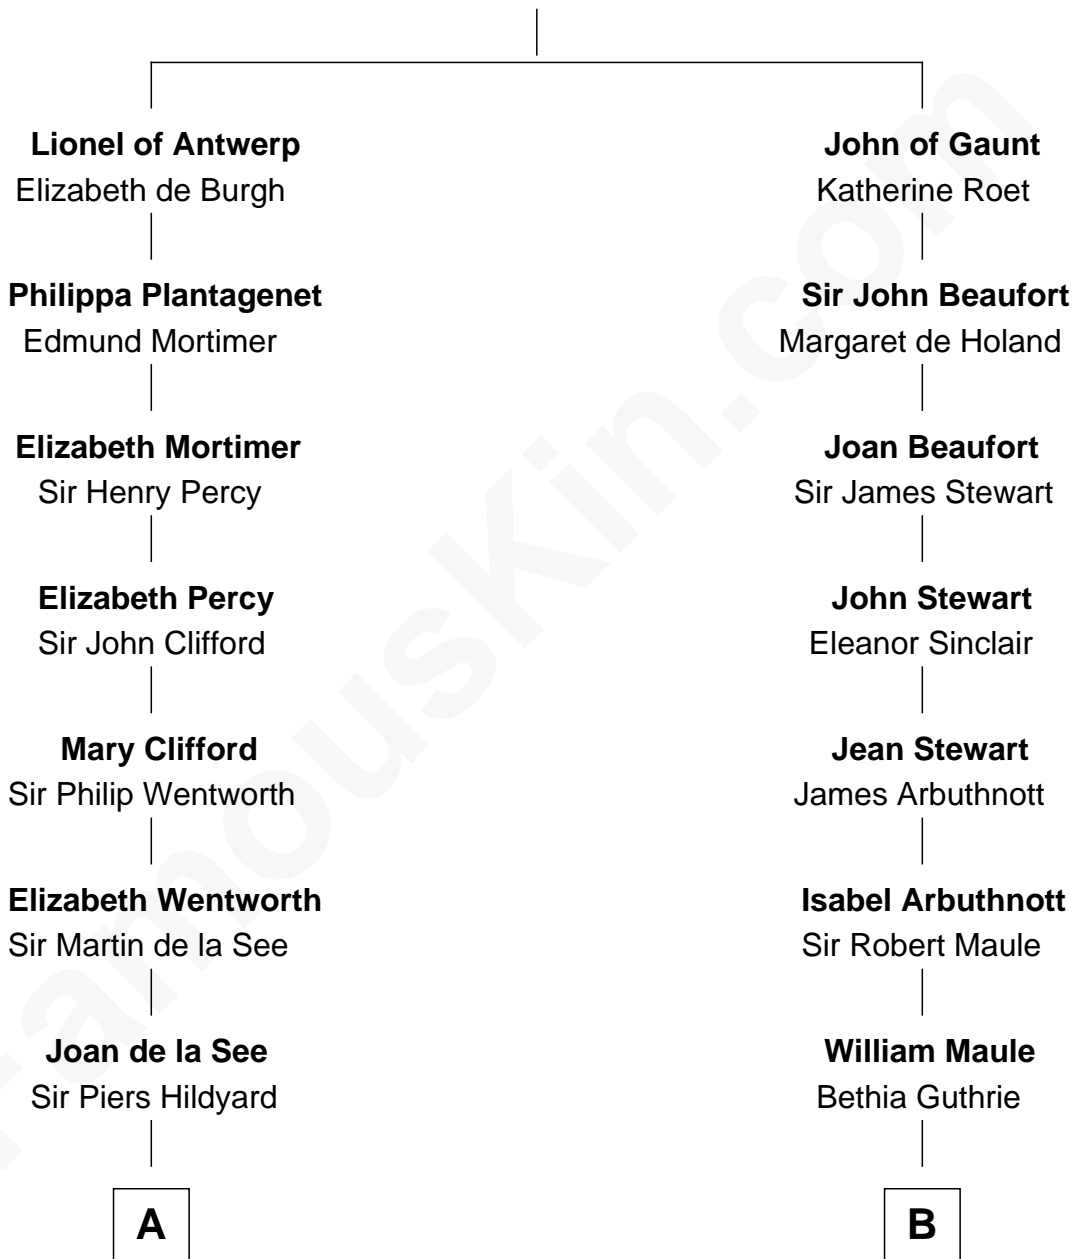 Lionel of Antwerp
Elizabeth de Burgh
Philippa Plantagenet
Edmund Mortimer
Elizabeth Mortimer
Sir Henry Percy
Elizabeth Percy
Sir John Clifford
Mary Clifford
Sir Philip Wentworth
Elizabeth Wentworth
Sir Martin de la See
Joan de la See
Sir Piers Hildyard
A
John of Gaunt
Katherine Roet
Sir John Beaufort
Margaret de Holand
Joan Beaufort
Sir James Stewart
John Stewart
Eleanor Sinclair
Jean Stewart
James Arbuthnott
Isabel Arbuthnott
Sir Robert Maule
William Maule
Bethia Guthrie
B
FamousKin.com